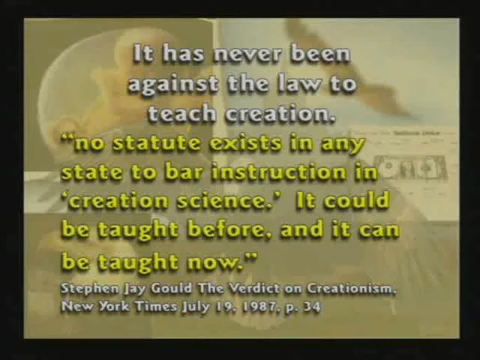 It has never been
against the law to
teach creation.
“no statute exists in any
state to bar instruction in
‘creation science.’ It could
be taught before, and it can
be taught now.”
Stephen Jay Gould The Verdict on Creationism,
New York Times July 19, 1987, p. 34